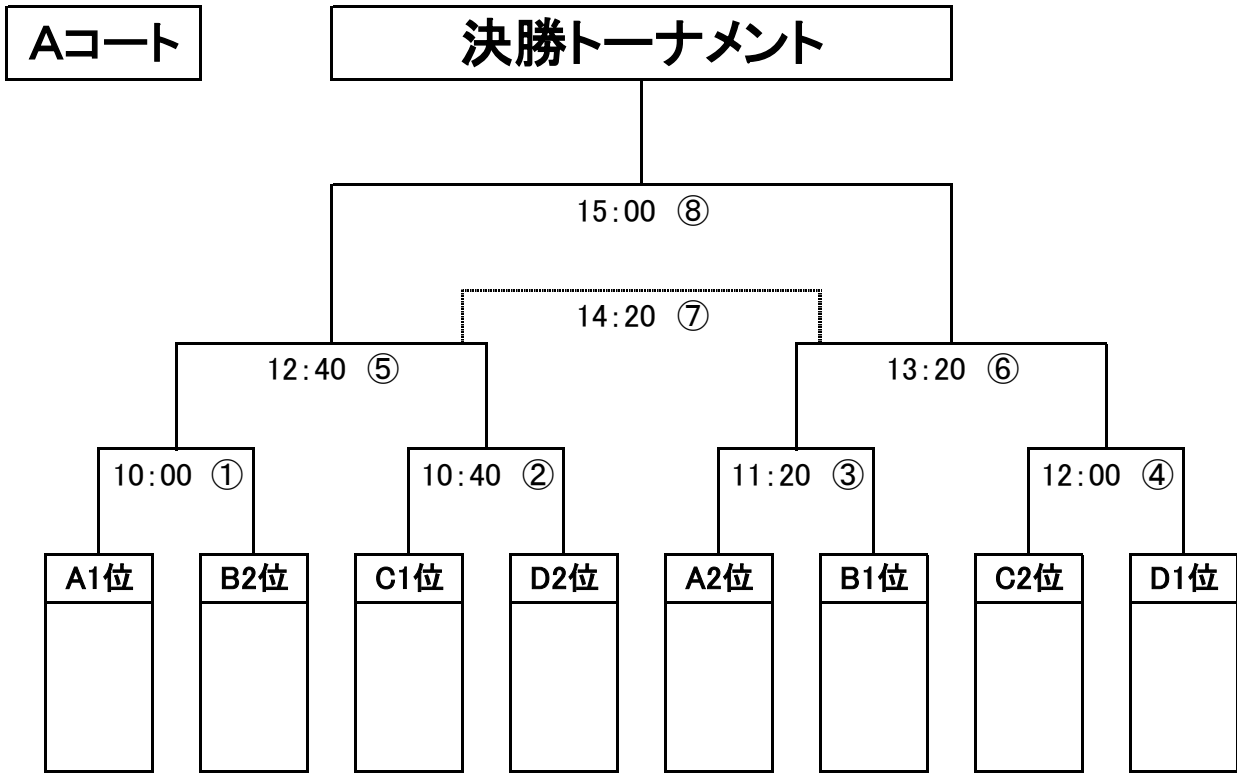 Aコート
決勝トーナメント
15:00 ⑧
14:20 ⑦
12:40 ⑤
13:20 ⑥
10:00 ①
10:40 ②
11:20 ③
12:00 ④
A1位
B2位
C1位
D2位
A2位
B1位
C2位
D1位